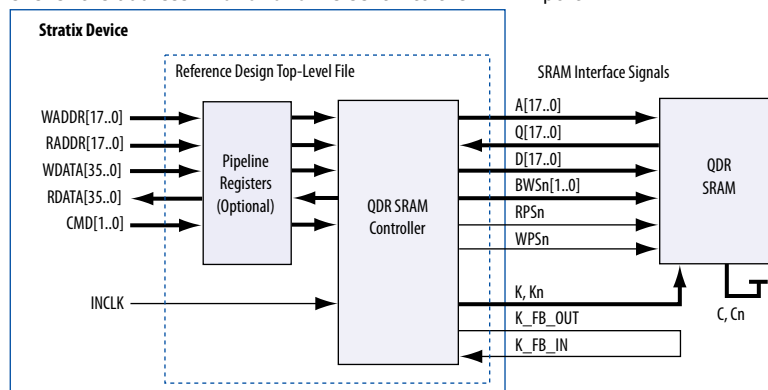 Stratix Device
Reference Design Top-Level File
SRAM Interface Signals
WADDR[17..0]
RADDR[17..0]
WDATA[35..0]
RDATA[35..0]
CMD[1..0]
INCLK
Pipeline
Registers
(Optional)
QDR SRAM
Controller
A[17..0]
Q[17..0]
D[17..0]
BWSn[1..0]
RPSn
WPSn
K, Kn
K_FB_OUT
K_FB_IN
QDR
SRAM
C, Cn